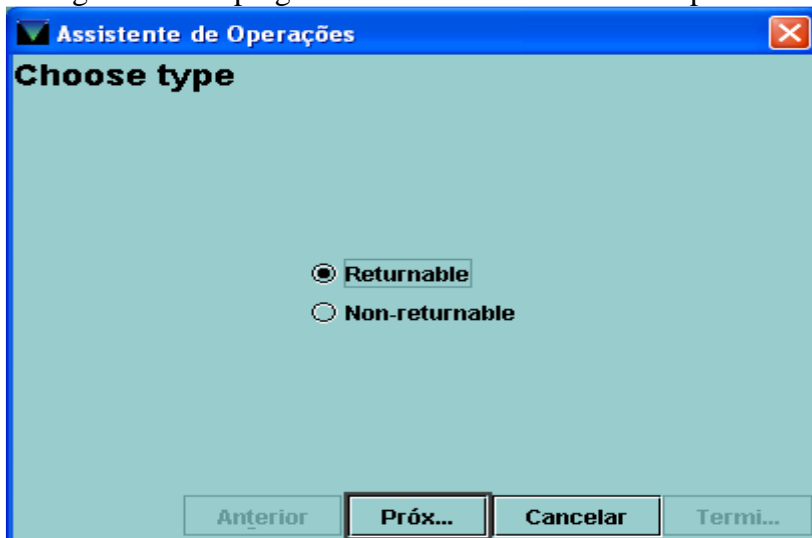 Assistente de Operações
Choose type
Returnable
Non-returnable
Anterior Próx... Cancelar Termi...